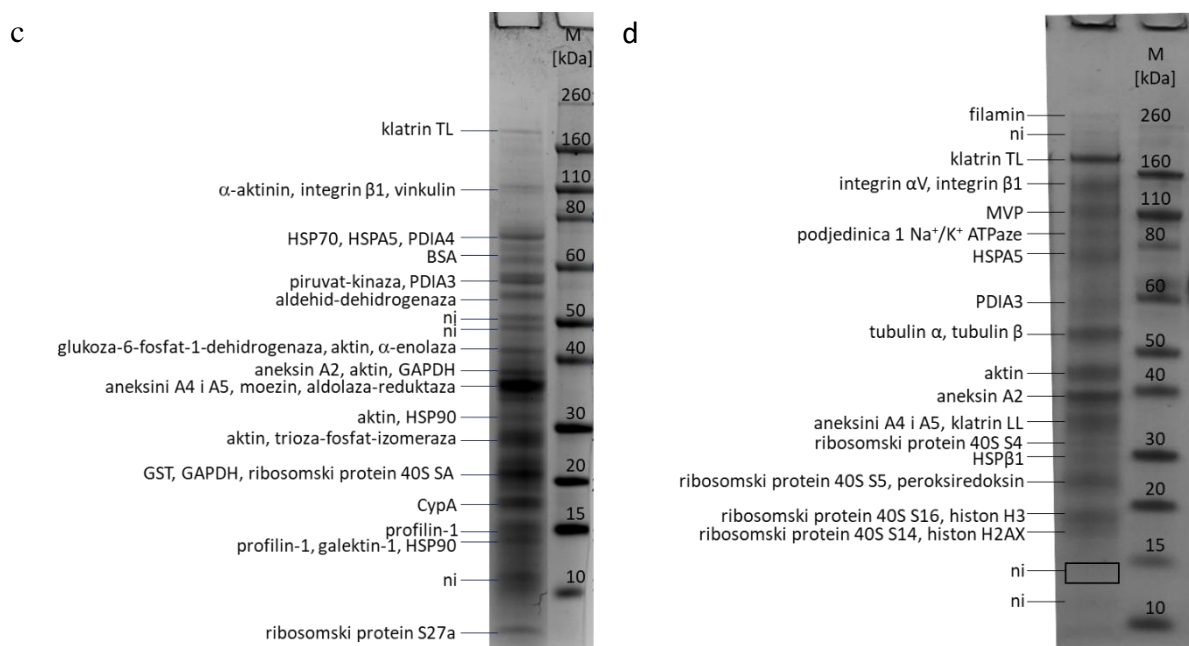 c
M
[kDa]
260
klatrin TL
160
α-aktinin, integrin β1, vinkulin
110
80
HSP70, HSPA5, PDIA4
BSA
60
piruvat-kinaza, PDIA3
aldehid-dehidrogenaza
ni
50
ni
glukoza-6-fosfat-1-dehidrogenaza, aktin, α-enolaza
40
aneksin A2, aktin, GAPDH
aneksini A4 i A5, moezin, aldolaza-reduktaza
aktin, HSP90
30
aktin, trioza-fosfat-izomeraza
GST, GAPDH, ribosomski protein 40S SA
20
CypA
15
profilin-1
profilin-1, galektin-1, HSP90
ni
10
ribosomski protein S27a
d
M
[kDa]
filamin
260
ni
klatrin TL
160
integrin αV, integrin β1
110
MVP
podjedinica 1 Na⁺/K⁺ ATPaze
80
HSPA5
60
PDIA3
tubulin α, tubulin β
50
aktin
40
aneksin A2
aneksini A4 i A5, klatrin LL
ribosomski protein 40S S4
30
HSPβ1
ribosomski protein 40S S5, peroksiredoksin
20
ribosomski protein 40S S16, histon H3
ribosomski protein 40S S14, histon H2AX
15
ni
ni
10